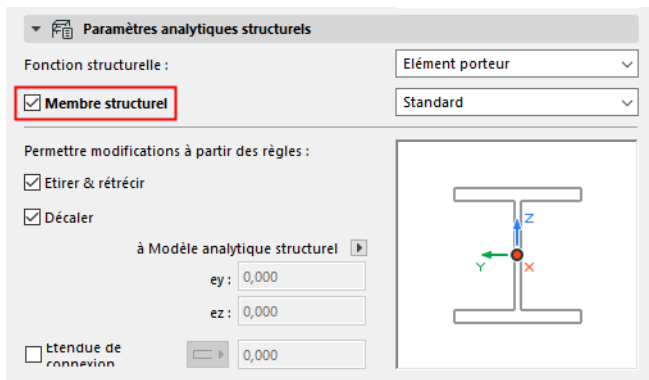 Paramètres analytiques structurels
Fonction structurelle :
Elément porteur
Membre structurel
Standard
Permettre modifications à partir des règles :
Etirer & rétrécir
Décaler
à Modèle analytique structurel
ey : 0,000
ez : 0,000
Etendue de
connexion
0,000
Z
Y
X